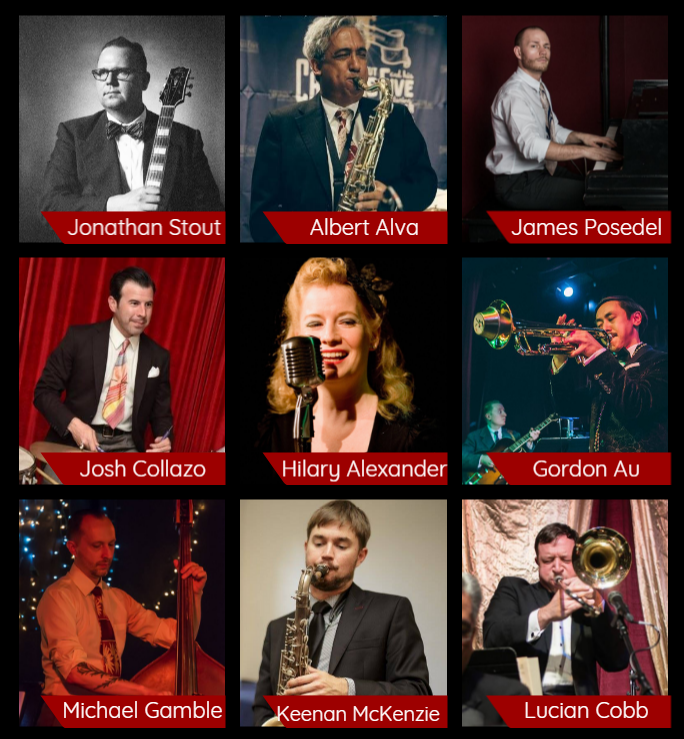 Jonathan Stout
Albert Alva
James Posedel
Josh Collazo
Hilary Alexander
Gordon Au
Michael Gamble
Keenan McKenzie
Lucian Cobb